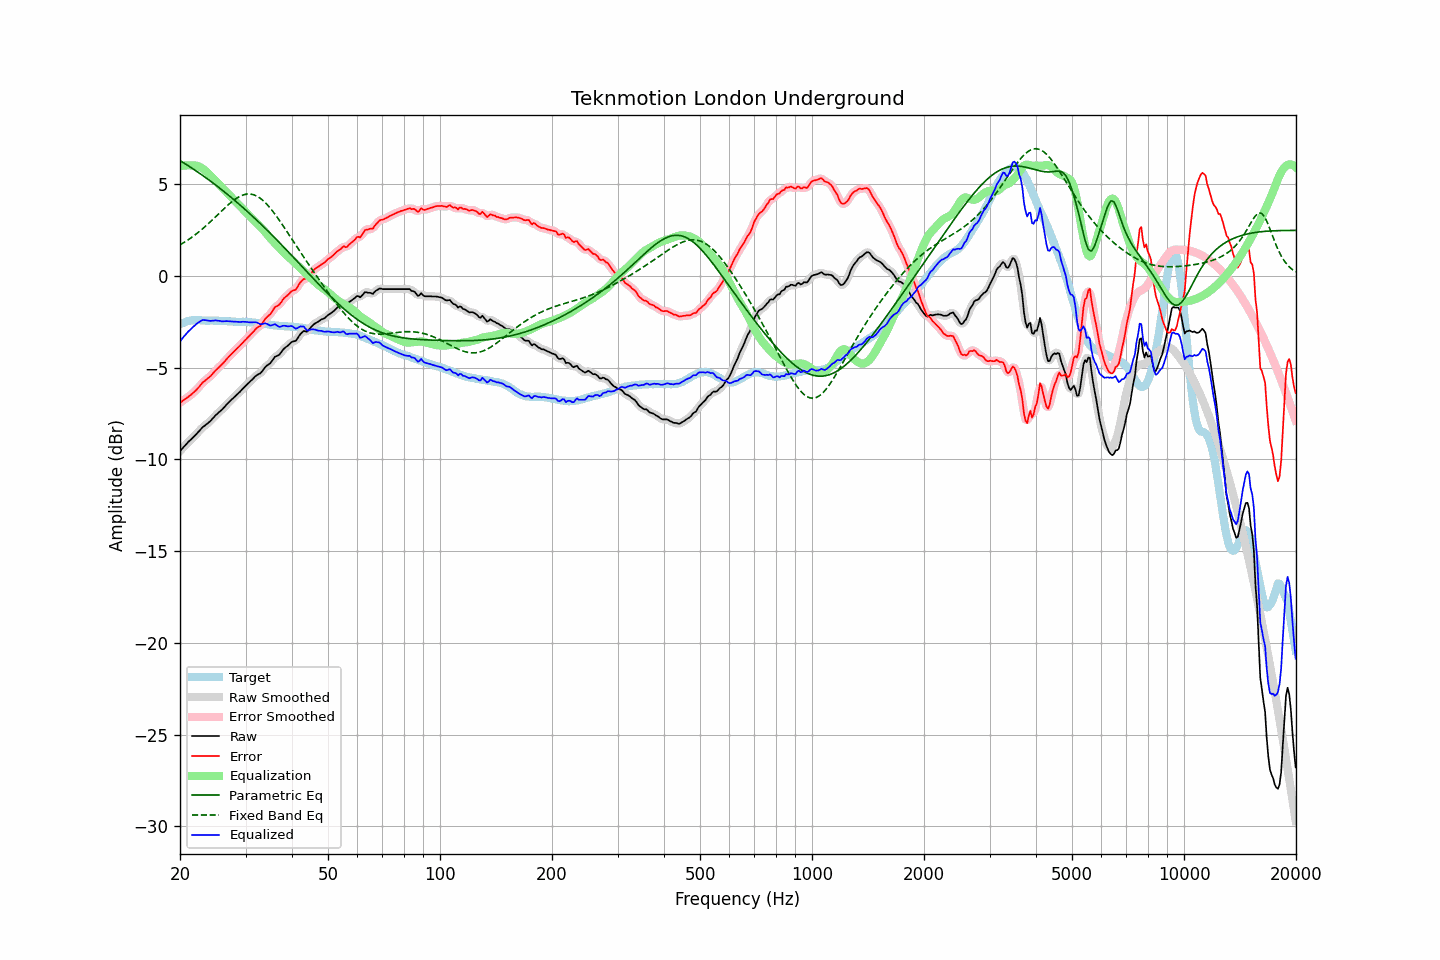 Teknmotion London Underground
Amplitude (dBr)
5
0
−5
−10
−15
−20
−25
−30
Target
Raw Smoothed
Error Smoothed
Raw
Error
Equalization
Parametric Eq
Fixed Band Eq
Equalized
20 50 100 200 500 1000 2000 5000 10000 20000
Frequency (Hz)